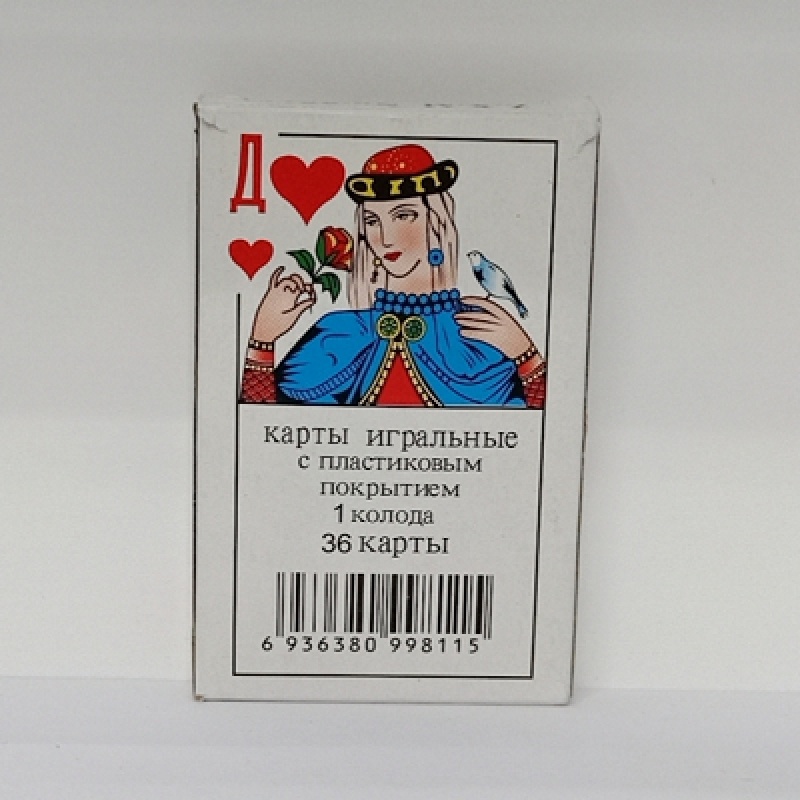 Д
карты игральные
с пластиковым
покрытием
1 колода
36 карты
6 936380 998115